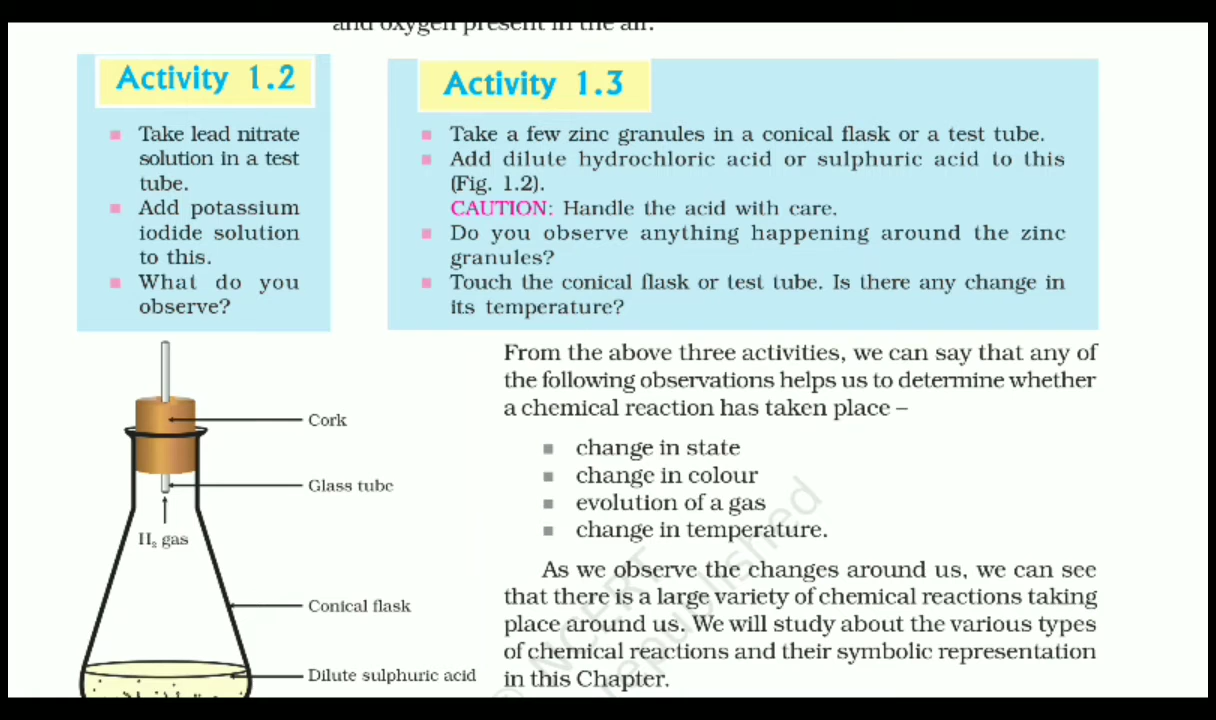 and oxygen present in the air.
Activity 1.2
Take lead nitrate
solution in a test
tube.
Add potassium
iodide solution
to this.
What do you
observe?
Activity 1.3
Take a few zinc granules in a conical flask or a test tube.
Add dilute hydrochloric acid or sulphuric acid to this
(Fig. 1.2).
CAUTION: Handle the acid with care.
Do you observe anything happening around the zinc
granules?
Touch the conical flask or test tube. Is there any change in
its temperature?
Cork
Glass tube
H₂ gas
Conical flask
Dilute sulphuric acid
From the above three activities, we can say that any of
the following observations helps us to determine whether
a chemical reaction has taken place –
change in state
change in colour
evolution of a gas
change in temperature.
As we observe the changes around us, we can see
that there is a large variety of chemical reactions taking
place around us. We will study about the various types
of chemical reactions and their symbolic representation
in this Chapter.
© NCERT
republished